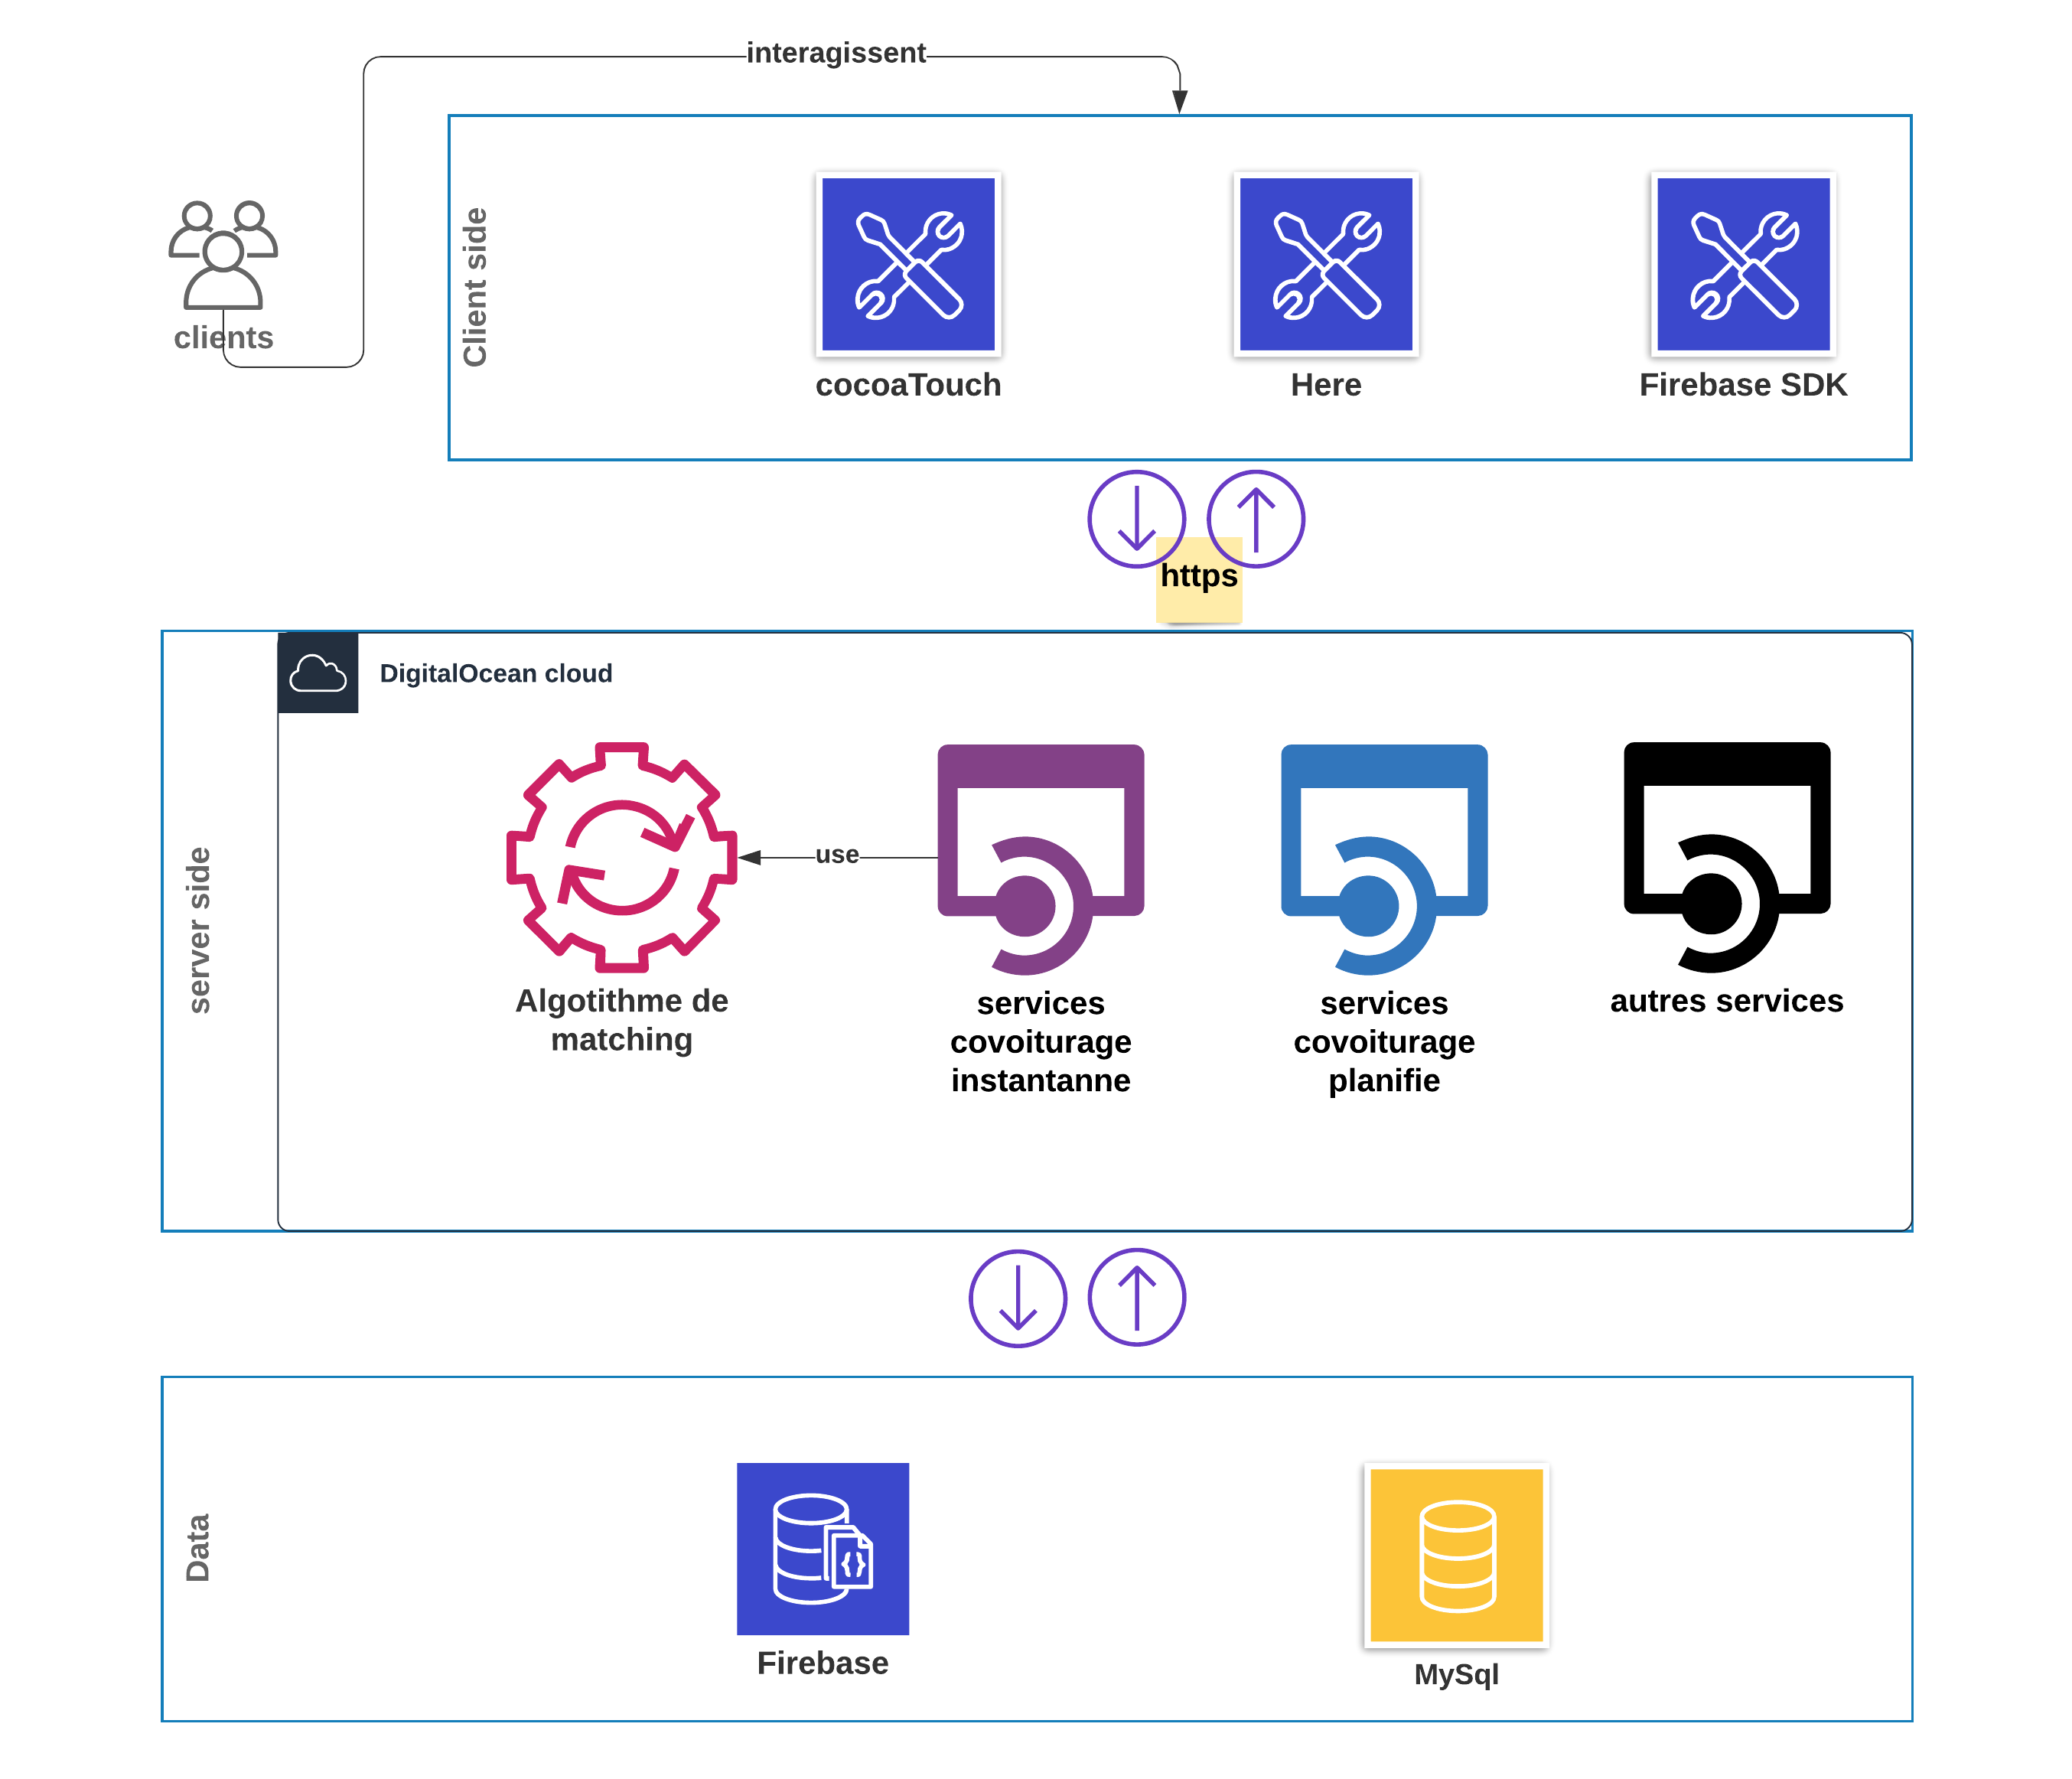 interagissent
clients
Client side
cocoaTouch
Here
Firebase SDK
https
server side
DigitalOcean cloud
use
Algotithme de
matching
services
covoiturage
instantanne
services
covoiturage
planifie
autres services
Data
Firebase
MySql